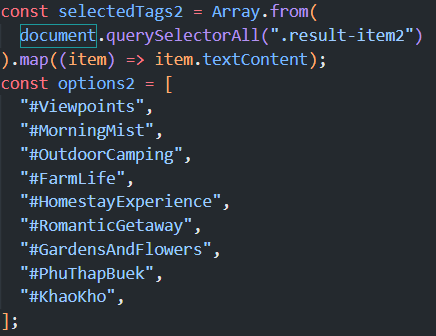 const selectedTags2 = Array.from(
  document.querySelectorAll(".result-item2")
).map((item) => item.textContent);
const options2 = [
  "#Viewpoints",
  "#MorningMist",
  "#OutdoorCamping",
  "#FarmLife",
  "#HomestayExperience",
  "#RomanticGetaway",
  "#GardensAndFlowers",
  "#PhuThapBuek",
  "#KhaoKho",
];